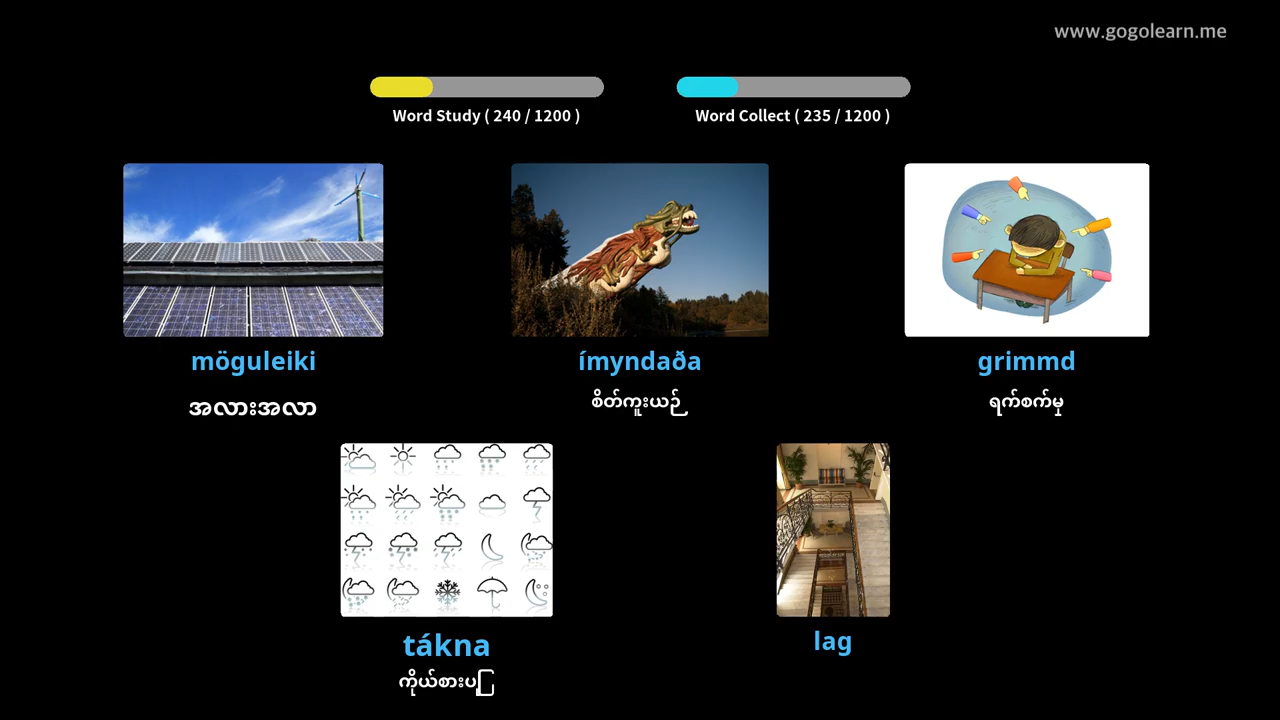 www.gogolearn.me
Word Study ( 240 / 1200 )
Word Collect ( 235 / 1200 )
möguleiki
ímyndaða
grimmd
အလားအလာ
စိတ်ကူးယဉ်
ရက်စက်မှု
tákna
lag
ကိုယ်စားပြု